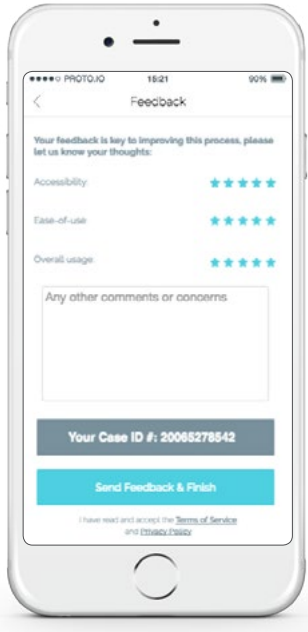 PROTO.IO 15:21 90%
Feedback
Your feedback is key to improving this process, please
let us know your thoughts:
Accessibility:
Ease-of-use:
Overall usage:
Any other comments or concerns
Your Case ID #: 20065278542
Send Feedback & Finish
I have read and accept the Terms of Service
and Privacy Policy